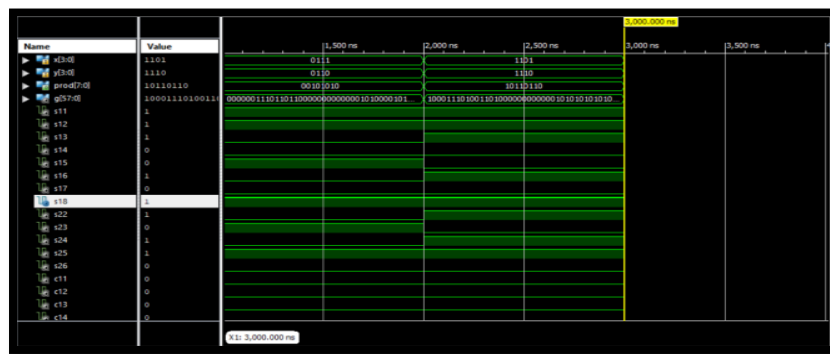 3,000.000 ns
Name Value 1,500 ns 2,000 ns 2,500 ns 3,000 ns 3,500 ns
x[3:0] 1101 0111 1101
y[3:0] 1110 0110 1110
prod[7:0] 10110110 00101010 10110110
g[57:0]
s11 1
s12 1
s13 1
s14 0
s15 0
s16 1
s17 0
s18 1
s22 1
s23 0
s24 1
s25 1
s26 0
c11 0
c12 0
c13 0
c14 0
X1: 3,000.000 ns